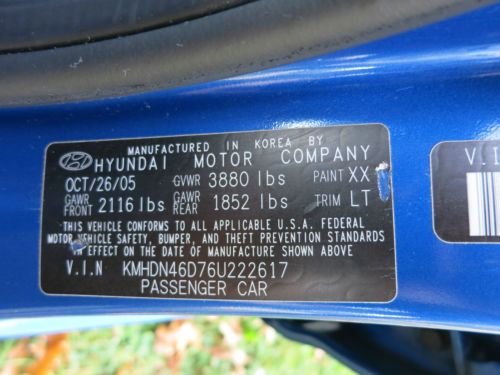 MANUFACTURED IN KOREA BY
HYUNDAI MOTOR COMPANY
OCT/26/05 GVWR 3880 lbs PAINT XX
GAWR FRONT 2116 lbs GAWR REAR 1852 lbs TRIM LT
THIS VEHICLE CONFORMS TO ALL APPLICABLE U.S.A. FEDERAL
MOTOR VEHICLE SAFETY, BUMPER, AND THEFT PREVENTION STANDARDS
IN EFFECT ON THE DATE OF MANUFACTURE SHOWN ABOVE
V.I.N KMHDN46D76U222617
PASSENGER CAR
V.I